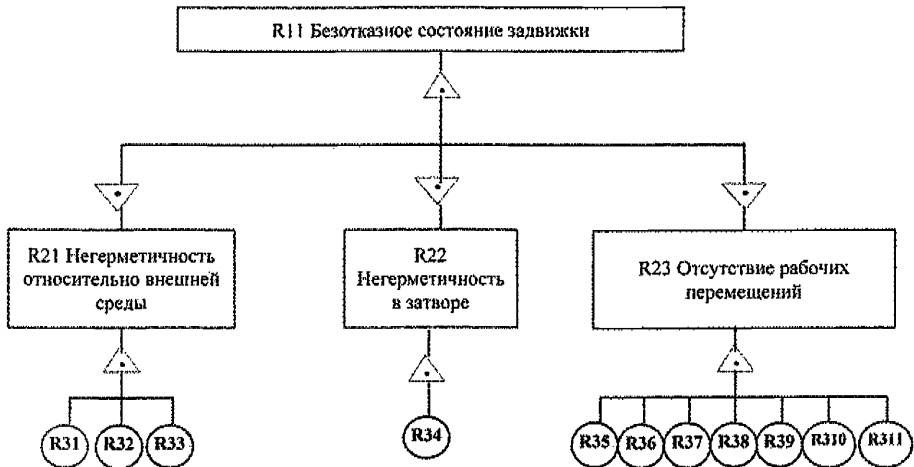 R11 Безотказное состояние задвижки
R21 Негерметичность
относительно внешней
среды
R22
Негерметичность
в затворе
R23 Отсутствие рабочих
перемещений
R31 R32 R33
R34
R35 R36 R37 R38 R39 R310 R311